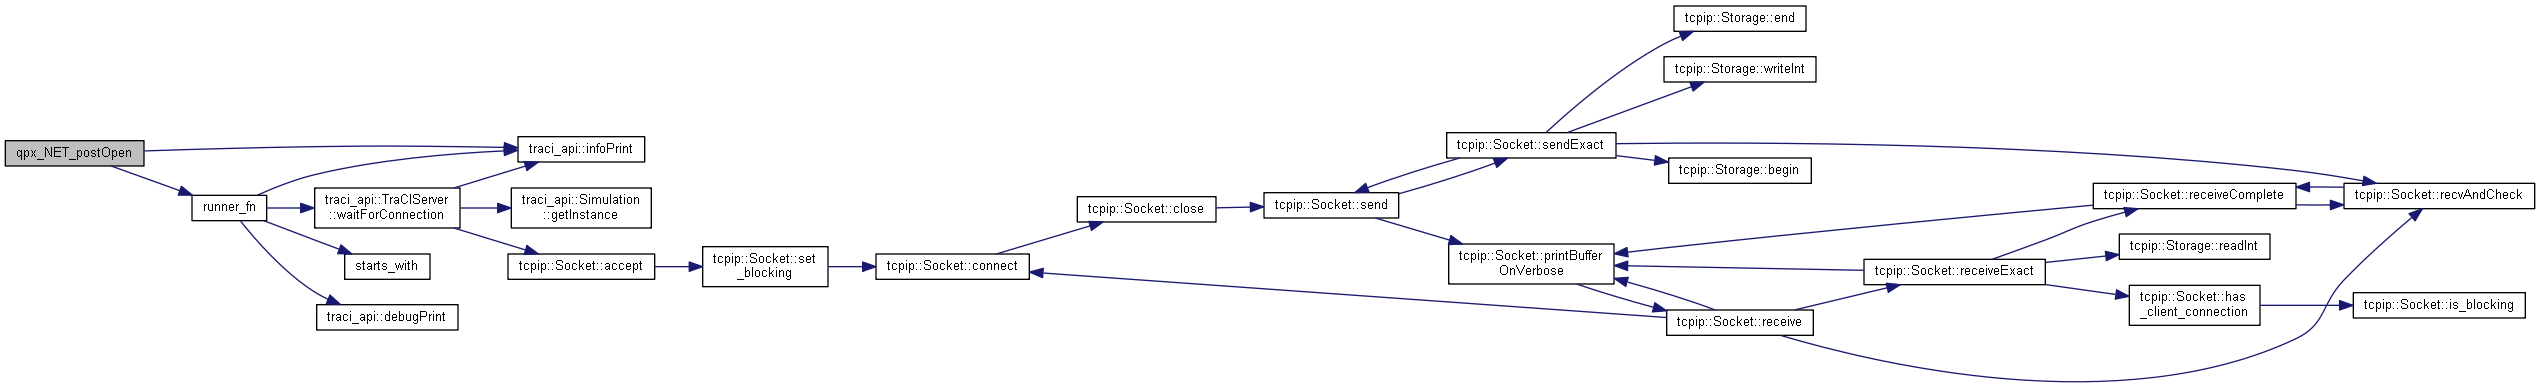 qpx_NET_postOpen
runner_fn
traci_api::infoPrint
traci_api::TraCIServer
::waitForConnection
starts_with
traci_api::debugPrint
traci_api::Simulation
::getInstance
tcpip::Socket::accept
tcpip::Socket::set
_blocking
tcpip::Socket::connect
tcpip::Socket::close
tcpip::Socket::send
tcpip::Socket::sendExact
tcpip::Socket::printBuffer
OnVerbose
tcpip::Storage::end
tcpip::Storage::writeInt
tcpip::Storage::begin
tcpip::Socket::receive
tcpip::Socket::receiveExact
tcpip::Socket::receiveComplete
tcpip::Storage::readInt
tcpip::Socket::has
_client_connection
tcpip::Socket::recvAndCheck
tcpip::Socket::is_blocking